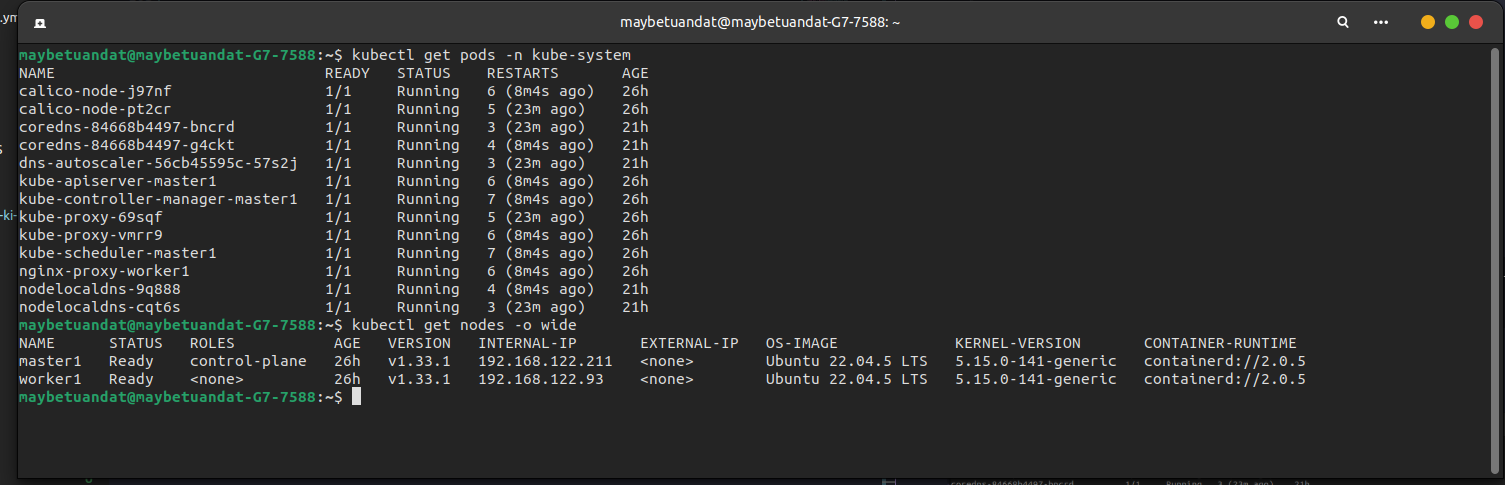 .ym
maybetuandat@maybetuandat-G7-7588: ~
maybetuandat@maybetuandat-G7-7588:~$ kubectl get pods -n kube-system
NAME READY STATUS RESTARTS AGE
calico-node-j97nf 1/1 Running 6 (8m4s ago) 26h
calico-node-pt2cr 1/1 Running 5 (23m ago) 26h
coredns-84668b4497-bncrd 1/1 Running 3 (23m ago) 21h
coredns-84668b4497-g4ckt 1/1 Running 4 (8m4s ago) 21h
dns-autoscaler-56cb45595c-57s2j 1/1 Running 3 (23m ago) 21h
kube-apiserver-master1 1/1 Running 6 (8m4s ago) 26h
kube-controller-manager-master1 1/1 Running 7 (8m4s ago) 26h
-ki-
kube-proxy-69sqf 1/1 Running 5 (23m ago) 26h
kube-proxy-vmrr9 1/1 Running 6 (8m4s ago) 26h
kube-scheduler-master1 1/1 Running 7 (8m4s ago) 26h
nginx-proxy-worker1 1/1 Running 6 (8m4s ago) 26h
nodelocaldns-9q888 1/1 Running 4 (8m4s ago) 21h
nodelocaldns-cqt6s 1/1 Running 3 (23m ago) 21h
maybetuandat@maybetuandat-G7-7588:~$ kubectl get nodes -o wide
NAME STATUS ROLES AGE VERSION INTERNAL-IP EXTERNAL-IP OS-IMAGE KERNEL-VERSION CONTAINER-RUNTIME
master1 Ready control-plane 26h v1.33.1 192.168.122.211 <none> Ubuntu 22.04.5 LTS 5.15.0-141-generic containerd://2.0.5
worker1 Ready <none> 26h v1.33.1 192.168.122.93 <none> Ubuntu 22.04.5 LTS 5.15.0-141-generic containerd://2.0.5
maybetuandat@maybetuandat-G7-7588:~$